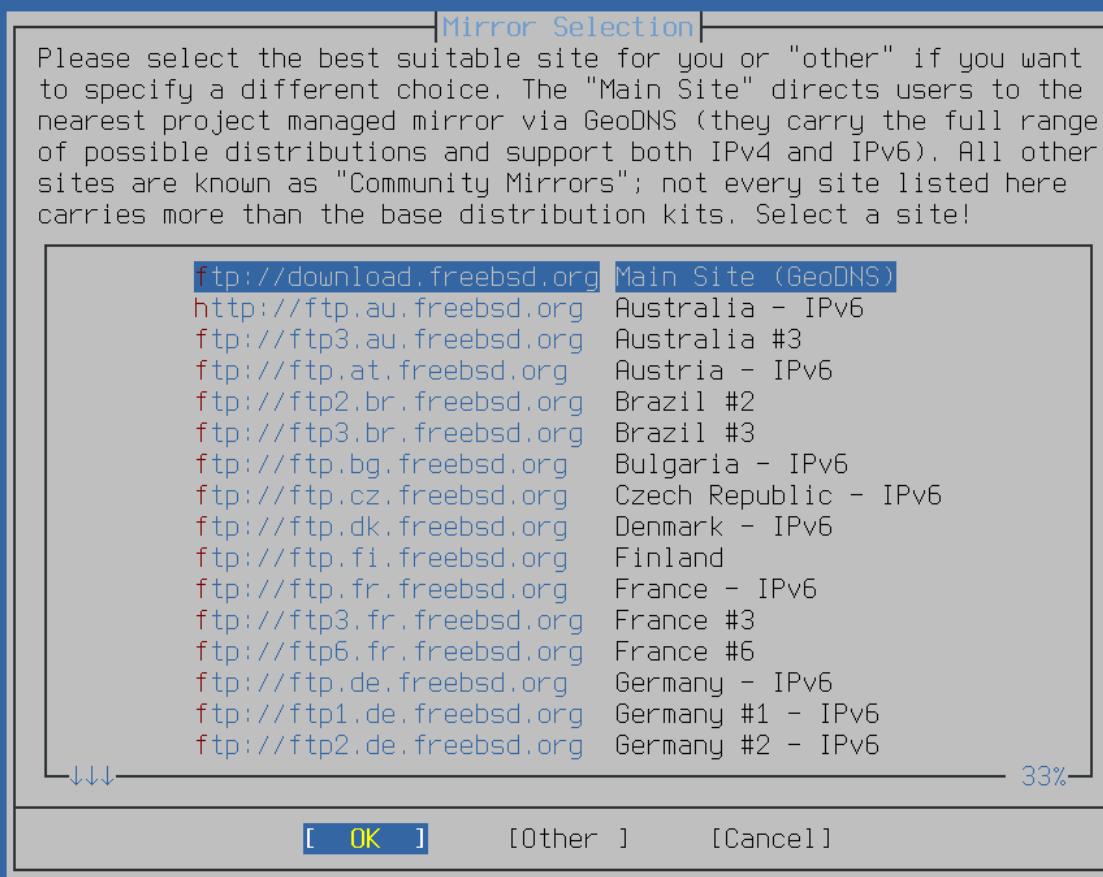 Mirror Selection
Please select the best suitable site for you or "other" if you want
to specify a different choice. The "Main Site" directs users to the
nearest project managed mirror via GeoDNS (they carry the full range
of possible distributions and support both IPv4 and IPv6). All other
sites are known as "Community Mirrors"; not every site listed here
carries more than the base distribution kits. Select a site!
ftp://download.freebsd.org Main Site (GeoDNS)
http://ftp.au.freebsd.org Australia - IPv6
ftp://ftp3.au.freebsd.org Australia #3
ftp://ftp.at.freebsd.org Austria - IPv6
ftp://ftp2.br.freebsd.org Brazil #2
ftp://ftp3.br.freebsd.org Brazil #3
ftp://ftp.bg.freebsd.org Bulgaria - IPv6
ftp://ftp.cz.freebsd.org Czech Republic - IPv6
ftp://ftp.dk.freebsd.org Denmark - IPv6
ftp://ftp.fi.freebsd.org Finland
ftp://ftp.fr.freebsd.org France - IPv6
ftp://ftp3.fr.freebsd.org France #3
ftp://ftp6.fr.freebsd.org France #6
ftp://ftp.de.freebsd.org Germany - IPv6
ftp://ftp1.de.freebsd.org Germany #1 - IPv6
ftp://ftp2.de.freebsd.org Germany #2 - IPv6
↓↓↓ 33%
[ OK ] [Other ] [Cancel]